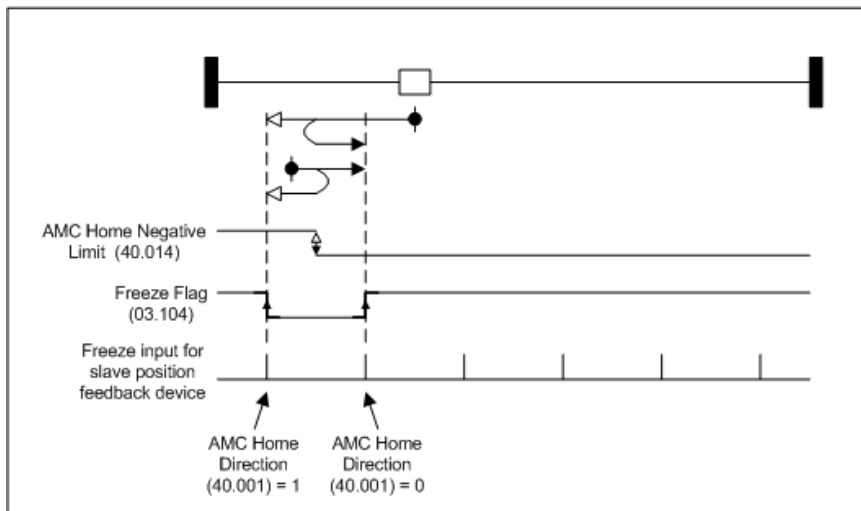 AMC Home Negative
Limit (40.014)
Freeze Flag
(03.104)
Freeze input for
slave position
feedback device
AMC Home
Direction
(40.001) = 1
AMC Home
Direction
(40.001) = 0